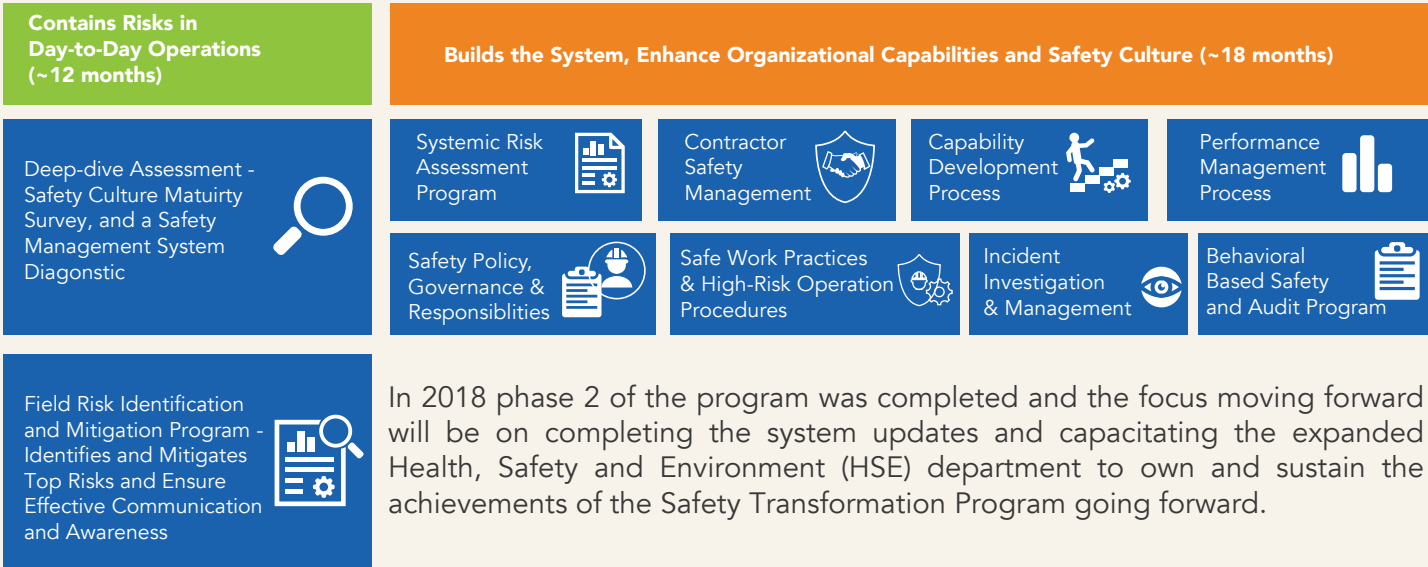 Contains Risks in
Day-to-Day Operations
(~12 months)
Builds the System, Enhance Organizational Capabilities and Safety Culture (~18 months)
Deep-dive Assessment -
Safety Culture Matuirty
Survey, and a Safety
Management System
Diagonstic
Systemic Risk
Assessment
Program
Contractor
Safety
Management
Capability
Development
Process
Performance
Management
Process
Safety Policy,
Governance &
Responsiblities
Safe Work Practices
& High-Risk Operation
Procedures
Incident
Investigation
& Management
Behavioral
Based Safety
and Audit Program
Field Risk Identification
and Mitigation Program -
Identifies and Mitigates
Top Risks and Ensure
Effective Communication
and Awareness
In 2018 phase 2 of the program was completed and the focus moving forward
will be on completing the system updates and capacitating the expanded
Health, Safety and Environment (HSE) department to own and sustain the
achievements of the Safety Transformation Program going forward.